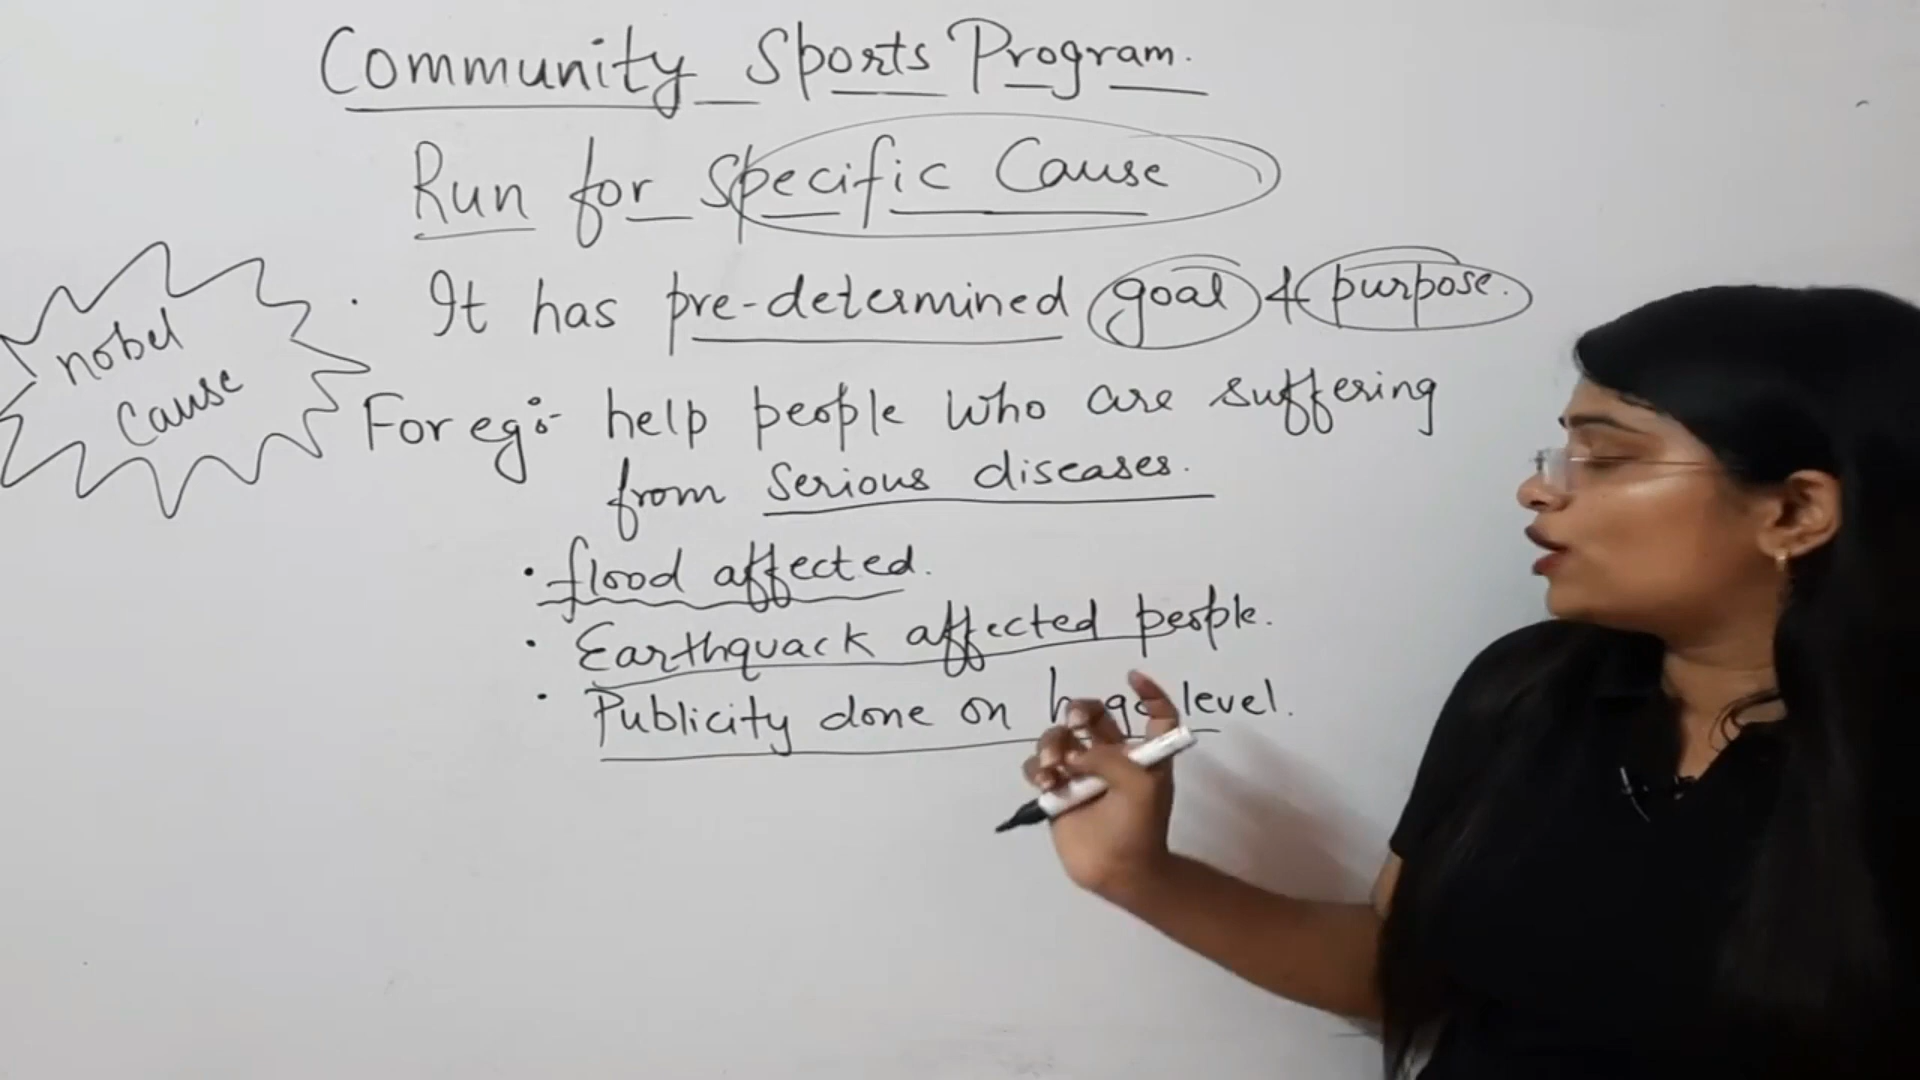 Community Sports Program.
Run for Specific Cause
. It has pre-determined goal & purpose.
nobel
Cause
For eg:- help people who are suffering
from serious diseases.
. flood affected.
. Earthquack affected people.
. Publicity done on huge level.